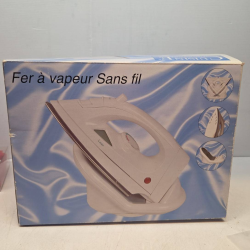 Fer à vapeur Sans fil